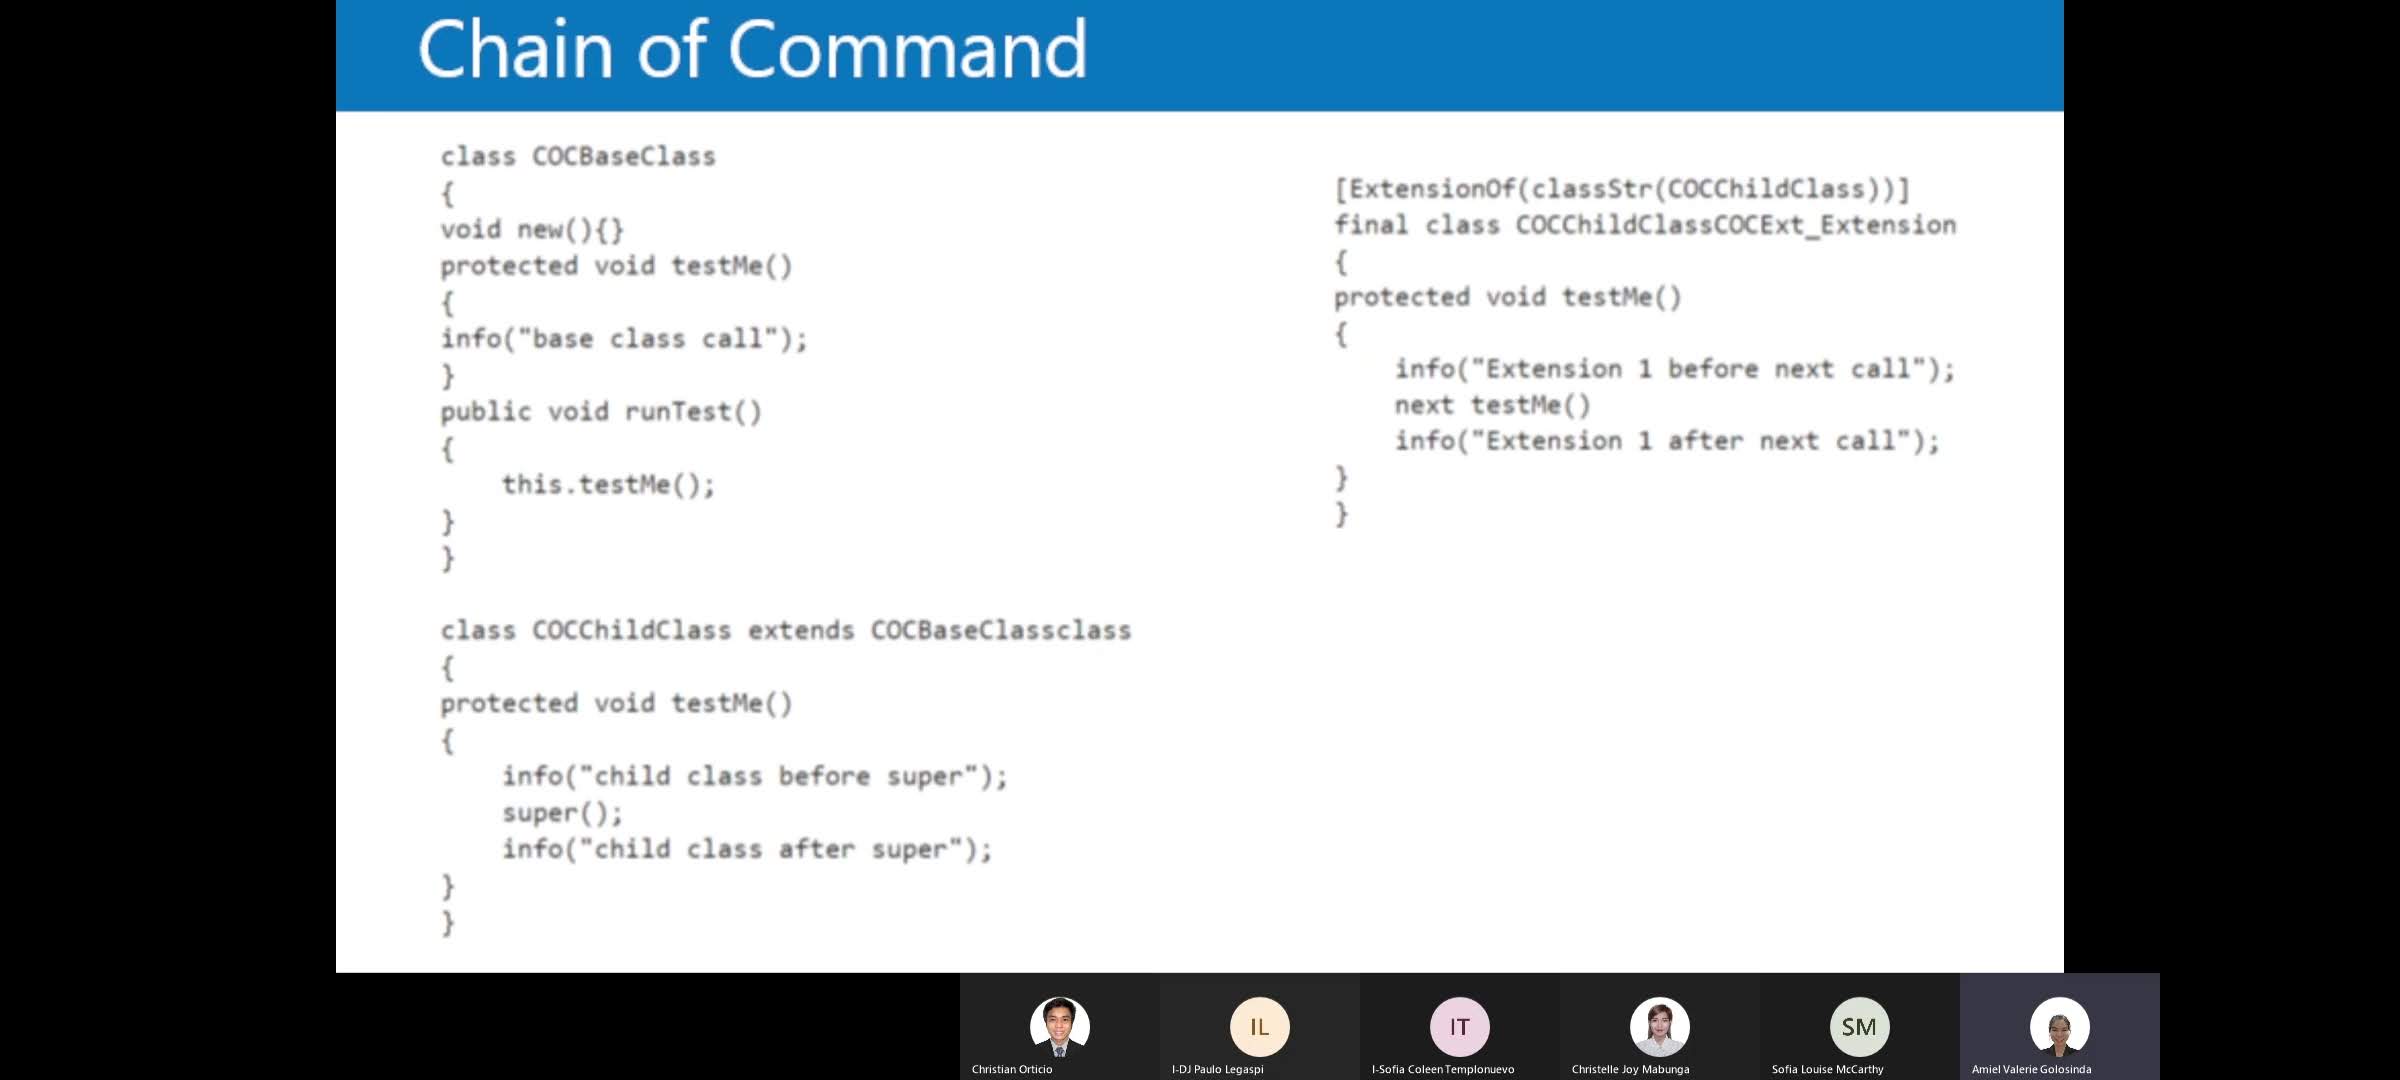 Chain of Command
class COCBaseClass
{
void new(){}
protected void testMe()
{
info("base class call");
}
public void runTest()
{
this.testMe();
}
}
class COCChildClass extends COCBaseClassclass
{
protected void testMe()
{
info("child class before super");
super();
info("child class after super");
}
}
[ExtensionOf(classStr(COCChildClass))]
final class COCChildClassCOCExt_Extension
{
protected void testMe()
{
info("Extension 1 before next call");
next testMe()
info("Extension 1 after next call");
}
}
IL
IT
SM
Christian Orticio
I-DJ Paulo Legaspi
I-Sofia Coleen Templonuevo
Christelle Joy Mabunga
Sofia Louise McCarthy
Amiel Valerie Golosinda